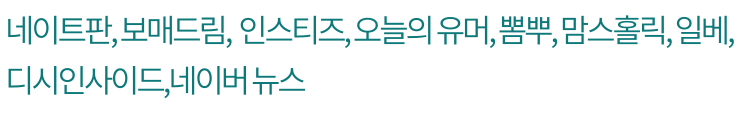 네이트판, 보매드림, 인스티즈, 오늘의 유머, 뽐뿌, 맘스홀릭, 일베,
디시인사이드,네이버 뉴스